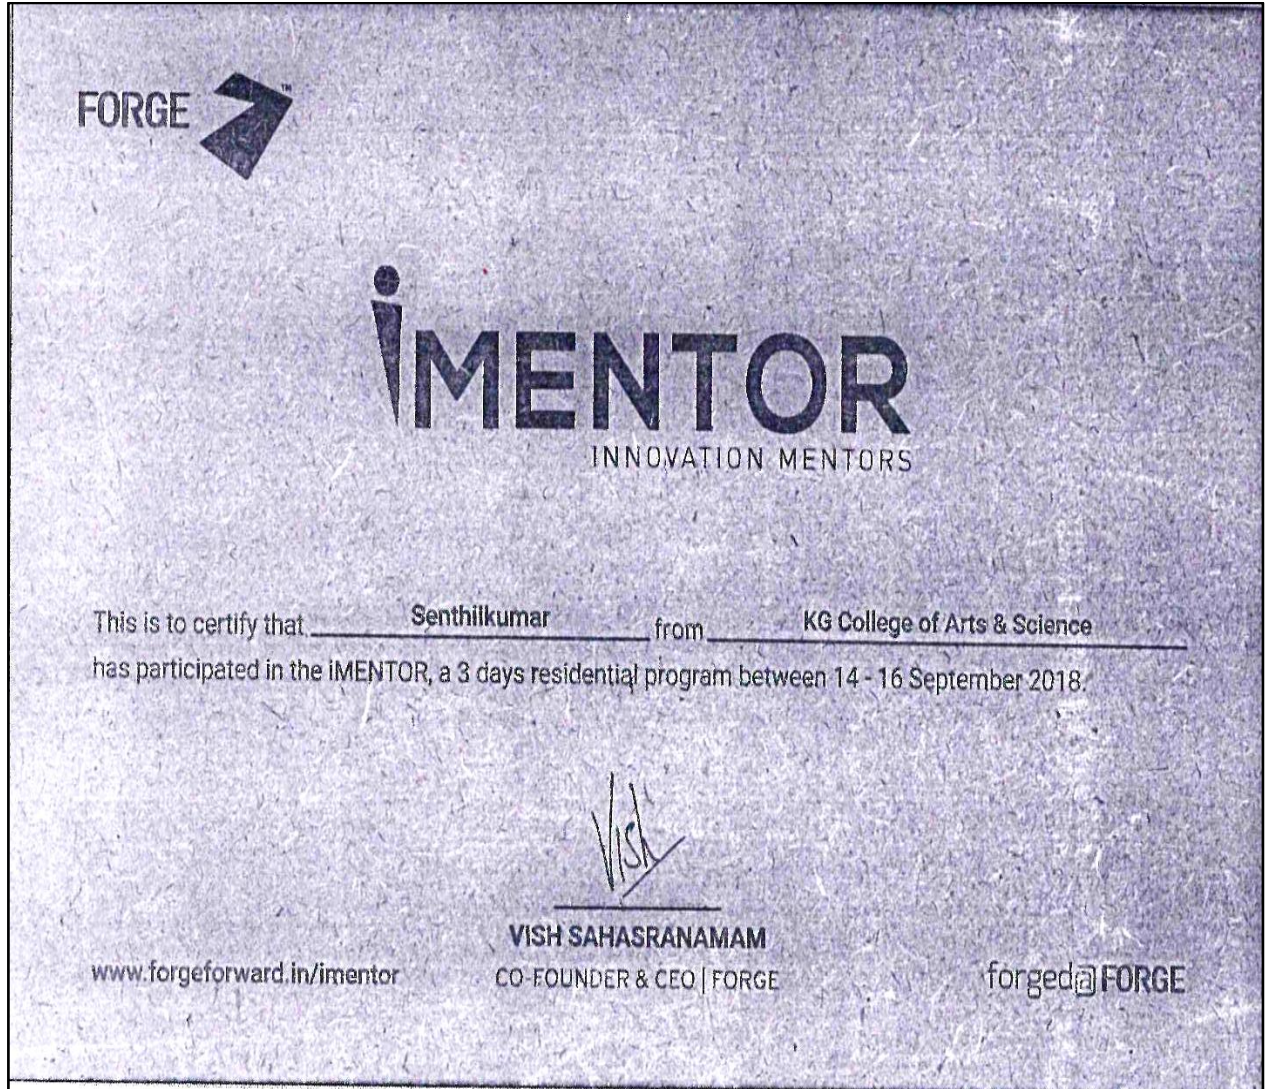 FORGE
TM
iMENTOR
INNOVATION MENTORS
This is to certify that Senthilkumar from KG College of Arts & Science
has participated in the iMENTOR, a 3 days residential program between 14 - 16 September 2018.
Vish
VISH SAHASRANAMAM
www.forgeforward.in/imentor CO-FOUNDER & CEO | FORGE forged@FORGE